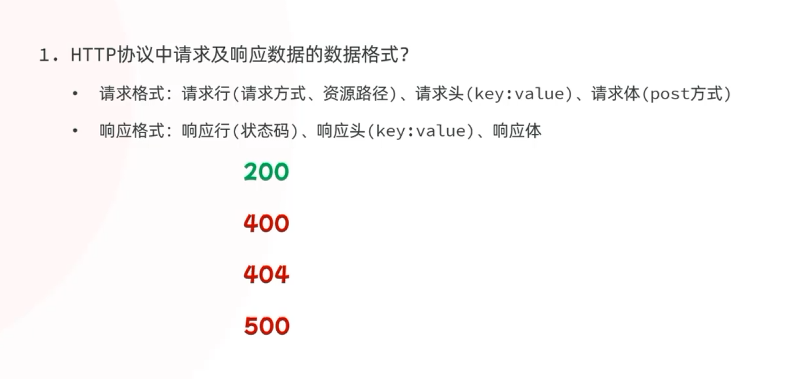 1. HTTP协议中请求及响应数据的数据格式?
• 请求格式: 请求行(请求方式、资源路径)、请求头(key:value)、请求体(post方式)
• 响应格式: 响应行(状态码)、响应头(key:value)、响应体
200
400
404
500